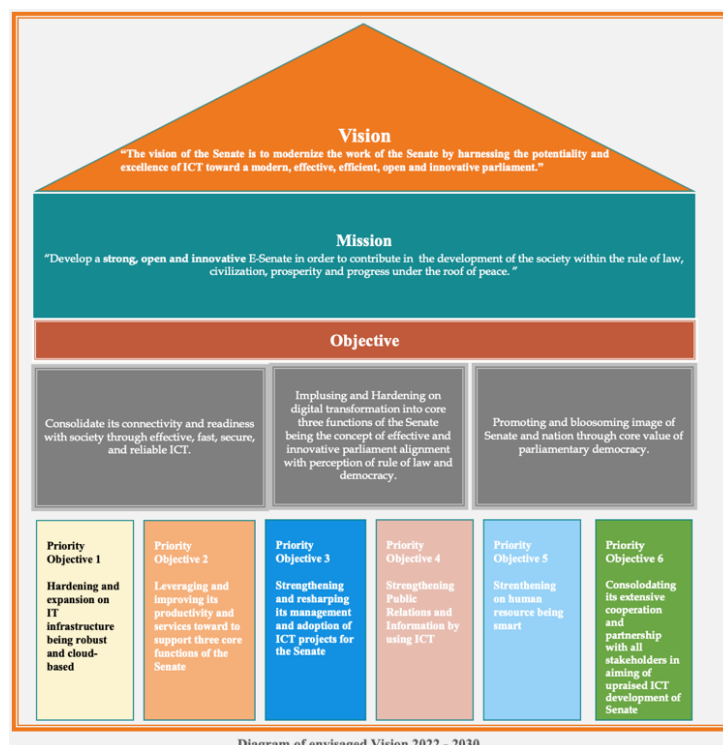 Vision
“The vision of the Senate is to modernize the work of the Senate by harnessing the potentiality and
excellence of ICT toward a modern, effective, efficient, open and innovative parliament.”
Mission
“Develop a strong, open and innovative E-Senate in order to contribute in the development of the society within the rule of law,
civilization, prosperity and progress under the roof of peace. ”
Objective
Consolidate its connectivity and readiness
with society through effective, fast, secure,
and reliable ICT.
Implusing and Hardening on
digital transformation into core
three functions of the Senate
being the concept of effective and
innovative parliament alignment
with perception of rule of law and
democracy.
Promoting and bloosoming image of
Senate and nation through core value of
parliamentary democracy.
Priority
Objective 1
Hardening and
expansion on
IT
infrastructure
being robust
and cloud-
based
Priority
Objective 2
Leveraging and
improving its
productivity and
services toward to
support three core
functions of the
Senate
Priority
Objective 3
Strengthening
and resharping
its management
and adoption of
ICT projects for
the Senate
Priority
Objective 4
Strengthening
Public
Relations and
Information by
using ICT
Priority
Objective 5
Strenthening
on human
resource being
smart
Priority
Objective 6
Consolodating
its extensive
cooperation
and
partnership
with all
stakeholders in
aiming of
upraised ICT
development of
Senate
Diagram of envisaged Vision 2022 - 2030